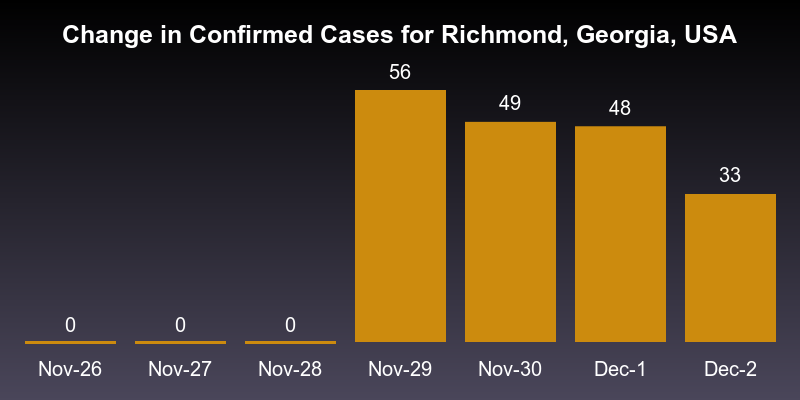 Change in Confirmed Cases for Richmond, Georgia, USA
56
49
48
33
0
0
0
Nov-26
Nov-27
Nov-28
Nov-29
Nov-30
Dec-1
Dec-2